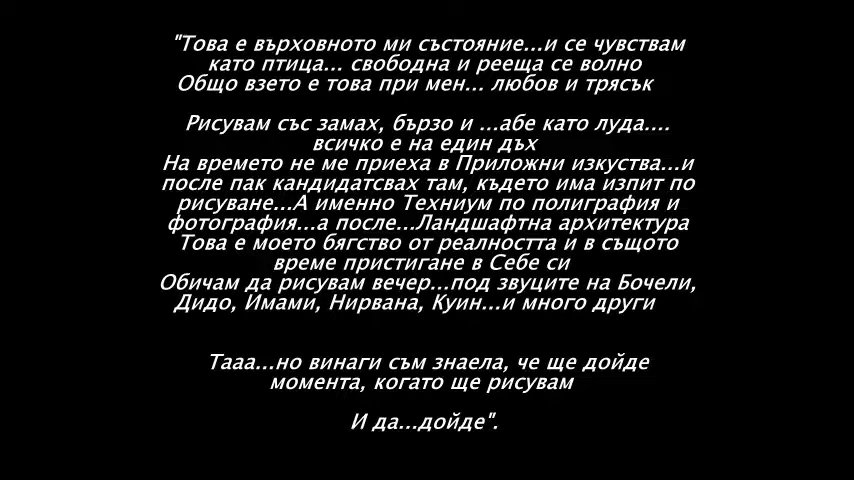 "Това е върховното ми състояние...и се чувствам
като птица... свободна и рееща се волно
Общо взето е това при мен... любов и трясък
Рисувам със замах, бързо и ...абе като луда....
всичко е на един дъх
На времето не ме приеха в Приложни изкуства...и
после пак кандидатсвах там, където има изпит по
рисуване...А именно Техниум по полиграфия и
фотография...а после...Ландшафтна архитектура
Това е моето бягство от реалността и в същото
време пристигане в Себе си
Обичам да рисувам вечер...под звуците на Бочели,
Дидо, Имами, Нирвана, Куин...и много други
Тааа...но винаги съм знаела, че ще дойде
момента, когато ще рисувам
И да...дойде".